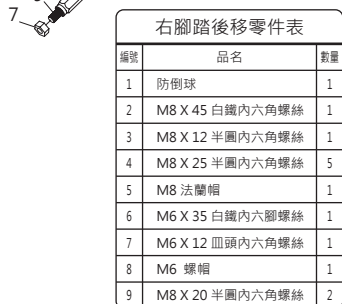 7
右腳踏後移零件表
編號 品名 數量
1 防倒球 1
2 M8 X 45 白鐵內六角螺絲 1
3 M8 X 12 半圓內六角螺絲 1
4 M8 X 25 半圓內六角螺絲 5
5 M8 法蘭帽 1
6 M6 X 35 白鐵內六腳螺絲 1
7 M6 X 12 皿頭內六角螺絲 1
8 M6 螺帽 1
9 M8 X 20 半圓內六角螺絲 2